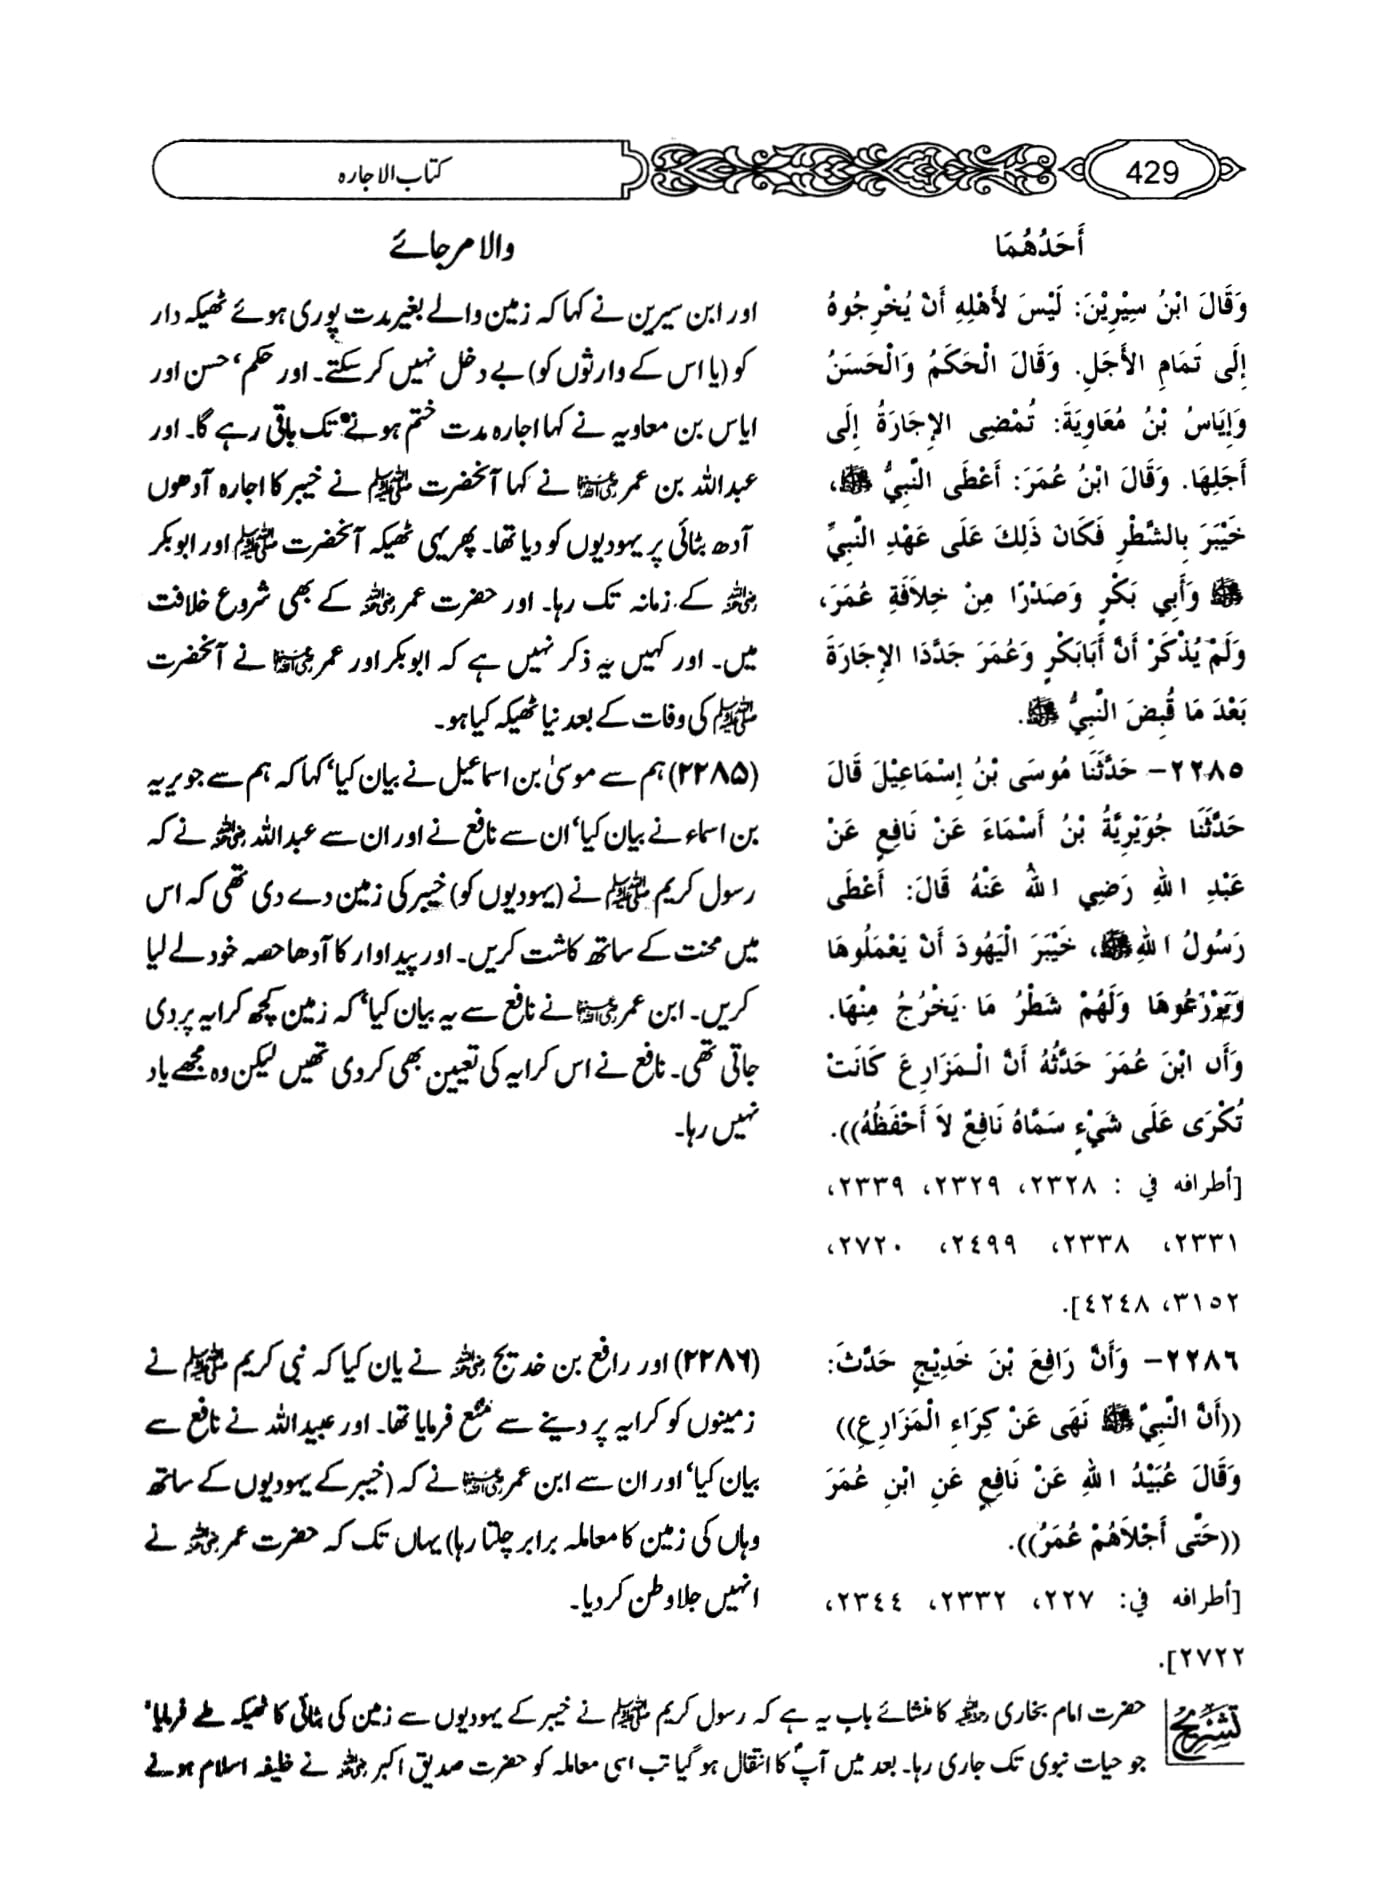 429
کتاب الاجارہ
أَحَدُهُمَا
وَقَالَ ابْنُ سِيْرِيْنَ: لَيْسَ لأَهْلِهِ أَنْ يُخْرِجُوهُ
إِلَى تَمَامِ الأَجَلِ. وَقَالَ الْحَكَمُ وَالْحَسَنُ
وَإِيَاسُ بْنُ مُعَاوِيَةَ: تُمْضِى الإِجَارَةُ إِلَى
أَجَلِهَا. وَقَالَ ابْنُ عُمَرَ: أَعْطَى النَّبِيُّ ﷺ،
خَيْبَرَ بِالشَّطْرِ فَكَانَ ذَلِكَ عَلَى عَهْدِ النَّبِيِّ
ﷺ وَأَبِي بَكْرٍ وَصَدْرًا مِنْ خِلاَفَةِ عُمَرَ،
وَلَمْ يُذْكَرْ أَنَّ أَبَابَكْرٍ وَعُمَرَ جَدَّدَا الإِجَارَةَ
بَعْدَ مَا قُبِضَ النَّبِيُّ ﷺ.
٢٢٨٥- حَدَّثَنَا مُوسَى بْنُ إِسْمَاعِيْلَ قَالَ
حَدَّثَنَا جُوَيْرِيَّةُ بْنُ أَسْمَاءَ عَنْ نَافِعٍ عَنْ
عَبْدِ اللهِ رَضِي اللهُ عَنْهُ قَالَ: أَعْطَى
رَسُولُ اللهِ ﷺ، خَيْبَرَ الْيَهُودَ أَنْ يَعْمَلُوهَا
وَيَزْرَعُوهَا وَلَهُمْ شَطْرُ مَا يَخْرُجُ مِنْهَا.
وَأَن ابْنَ عُمَرَ حَدَّثَهُ أَنَّ الْمَزَارِعَ كَانَتْ
تُكْرَى عَلَى شَيْءٍ سَمَّاهُ نَافِعٌ لاَ أَحْفَظُهُ)).
[أطرافه في : ٢٣٢٨، ٢٣٢٩، ٢٣٣٩،
٢٣٣١، ٢٣٣٨، ٢٤٩٩، ٢٧٢٠،
٣١٥٢، ٤٢٤٨].
٢٢٨٦- وَأَنَّ رَافِعَ بْنَ خَدِيْجٍ حَدَّثَ:
((أَنَّ النَّبِيَّ ﷺ نَهَى عَنْ كِرَاءِ الْمَزَارِعِ))
وَقَالَ عُبَيْدُ اللهِ عَنْ نَافِعٍ عَنِ ابْنِ عُمَرَ
((حَتَّى أَجْلاَهُمْ عُمَرُ)).
[أطرافه في: ٢٢٧، ٢٣٣٢، ٢٣٤٤،
٢٧٢٢].
والا مرجائے
اور ابن سیرین نے کہا کہ زمین والے بغیر مدت پوری ہوئے ٹھیکہ دار
کو (یا اس کے وارثوں کو) بے دخل نہیں کر سکتے۔ اور حکم‘ حسن اور
ایاس بن معاویہ نے کہا اجارہ مدت ختم ہونے تک باقی رہے گا۔ اور
عبداللہ بن عمر رضی اللہ عنہما نے کہا آنحضرت ﷺ نے خیبر کا اجارہ آدھوں
آدھ بٹائی پر یہودیوں کو دیا تھا۔ پھر یہی ٹھیکہ آنحضرت ﷺ اور ابوبکر
رضی اللہ عنہ کے زمانہ تک رہا۔ اور حضرت عمر رضی اللہ عنہ کے بھی شروع خلافت
میں۔ اور کہیں یہ ذکر نہیں ہے کہ ابوبکر اور عمر رضی اللہ عنہما نے آنحضرت
ﷺ کی وفات کے بعد نیا ٹھیکہ کیا ہو۔
(۲۲۸۵) ہم سے موسیٰ بن اسماعیل نے بیان کیا‘ کہا کہ ہم سے جویریہ
بن اسماء نے بیان کیا‘ ان سے نافع نے اور ان سے عبداللہ رضی اللہ عنہ نے کہ
رسول کریم ﷺ نے (یہودیوں کو) خیبر کی زمین دے دی تھی کہ اس
میں محنت کے ساتھ کاشت کریں۔ اور پیداوار کا آدھا حصہ خود لے لیا
کریں۔ ابن عمر رضی اللہ عنہما نے نافع سے یہ بیان کیا‘ کہ زمین کچھ کرایہ پر دی
جاتی تھی۔ نافع نے اس کرایہ کی تعیین بھی کر دی تھیں لیکن وہ مجھے یاد
نہیں رہا۔
(۲۲۸۶) اور رافع بن خدیج رضی اللہ عنہ نے یان کیا کہ نبی کریم ﷺ نے
زمینوں کو کرایہ پر دینے سے منع فرمایا تھا۔ اور عبیداللہ نے نافع سے
بیان کیا‘ اور ان سے ابن عمر رضی اللہ عنہما نے کہ (خیبر کے یہودیوں کے ساتھ
وہاں کی زمین کا معاملہ برابر چلتا رہا) یہاں تک کہ حضرت عمر رضی اللہ عنہ نے
انہیں جلاوطن کر دیا۔
تشریح حضرت امام بخاری رحمہ اللہ کا منشائے باب یہ ہے کہ رسول کریم ﷺ نے خیبر کے یہودیوں سے زمین کی بٹائی کا ٹھیکہ طے فرمایا‘
جو حیات نبوی تک جاری رہا۔ بعد میں آپؐ کا انتقال ہو گیا تب اسی معاملہ کو حضرت صدیق اکبر رضی اللہ عنہ نے خلیفہ اسلام ہونے